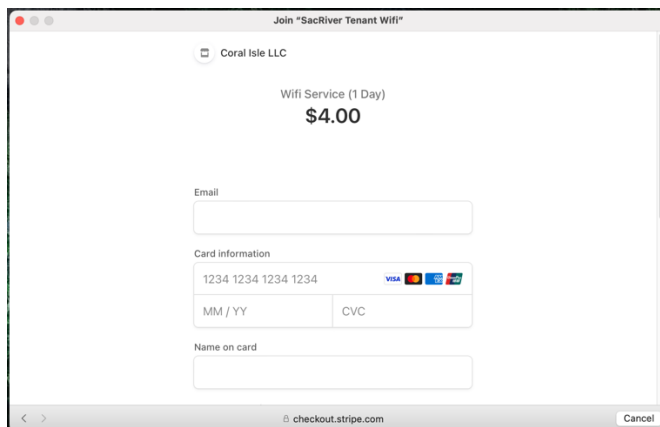 Join “SacRiver Tenant Wifi”
Coral Isle LLC
Wifi Service (1 Day)
$4.00
Email
Card information
1234 1234 1234 1234 VISA
MM / YY CVC
Name on card
checkout.stripe.com Cancel